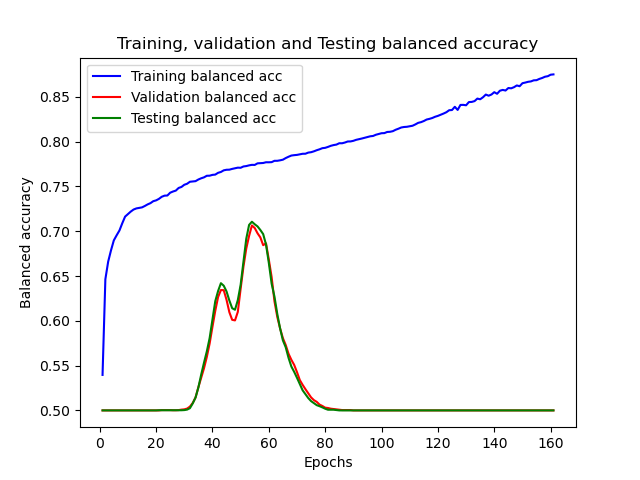 Training, validation and Testing balanced accuracy
Training balanced acc
Validation balanced acc
Testing balanced acc
Balanced accuracy
0.85
0.80
0.75
0.70
0.65
0.60
0.55
0.50
0 20 40 60 80 100 120 140 160
Epochs